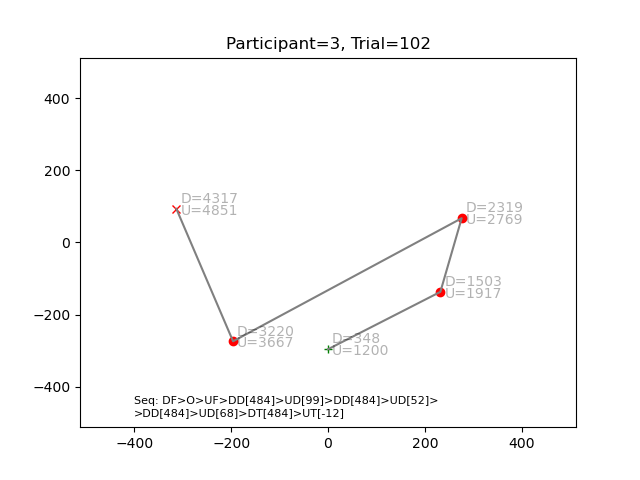 Participant=3, Trial=102
400
200
0
−200
−400
D=4317
U=4851
D=2319
U=2769
D=1503
U=1917
D=3220
U=3667
D=348
U=1200
Seq: DF>O>UF>DD[484]>UD[99]>DD[484]>UD[52]>
>DD[484]>UD[68]>DT[484]>UT[-12]
−400
−200
0
200
400